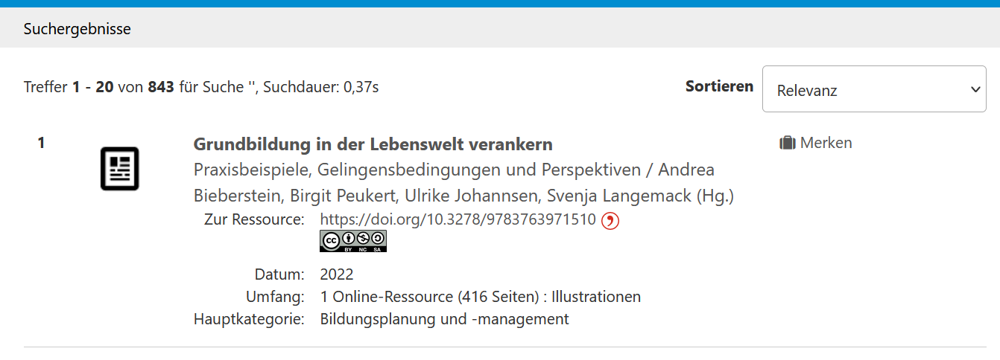 Suchergebnisse
Treffer 1 - 20 von 843 für Suche '', Suchdauer: 0,37s
Sortieren
Relevanz
1
Grundbildung in der Lebenswelt verankern
Merken
Praxisbeispiele, Gelingensbedingungen und Perspektiven / Andrea
Bieberstein, Birgit Peukert, Ulrike Johannsen, Svenja Langemack (Hg.)
Zur Ressource: https://doi.org/10.3278/9783763971510
cc BY NC SA
Datum: 2022
Umfang: 1 Online-Ressource (416 Seiten) : Illustrationen
Hauptkategorie: Bildungsplanung und -management